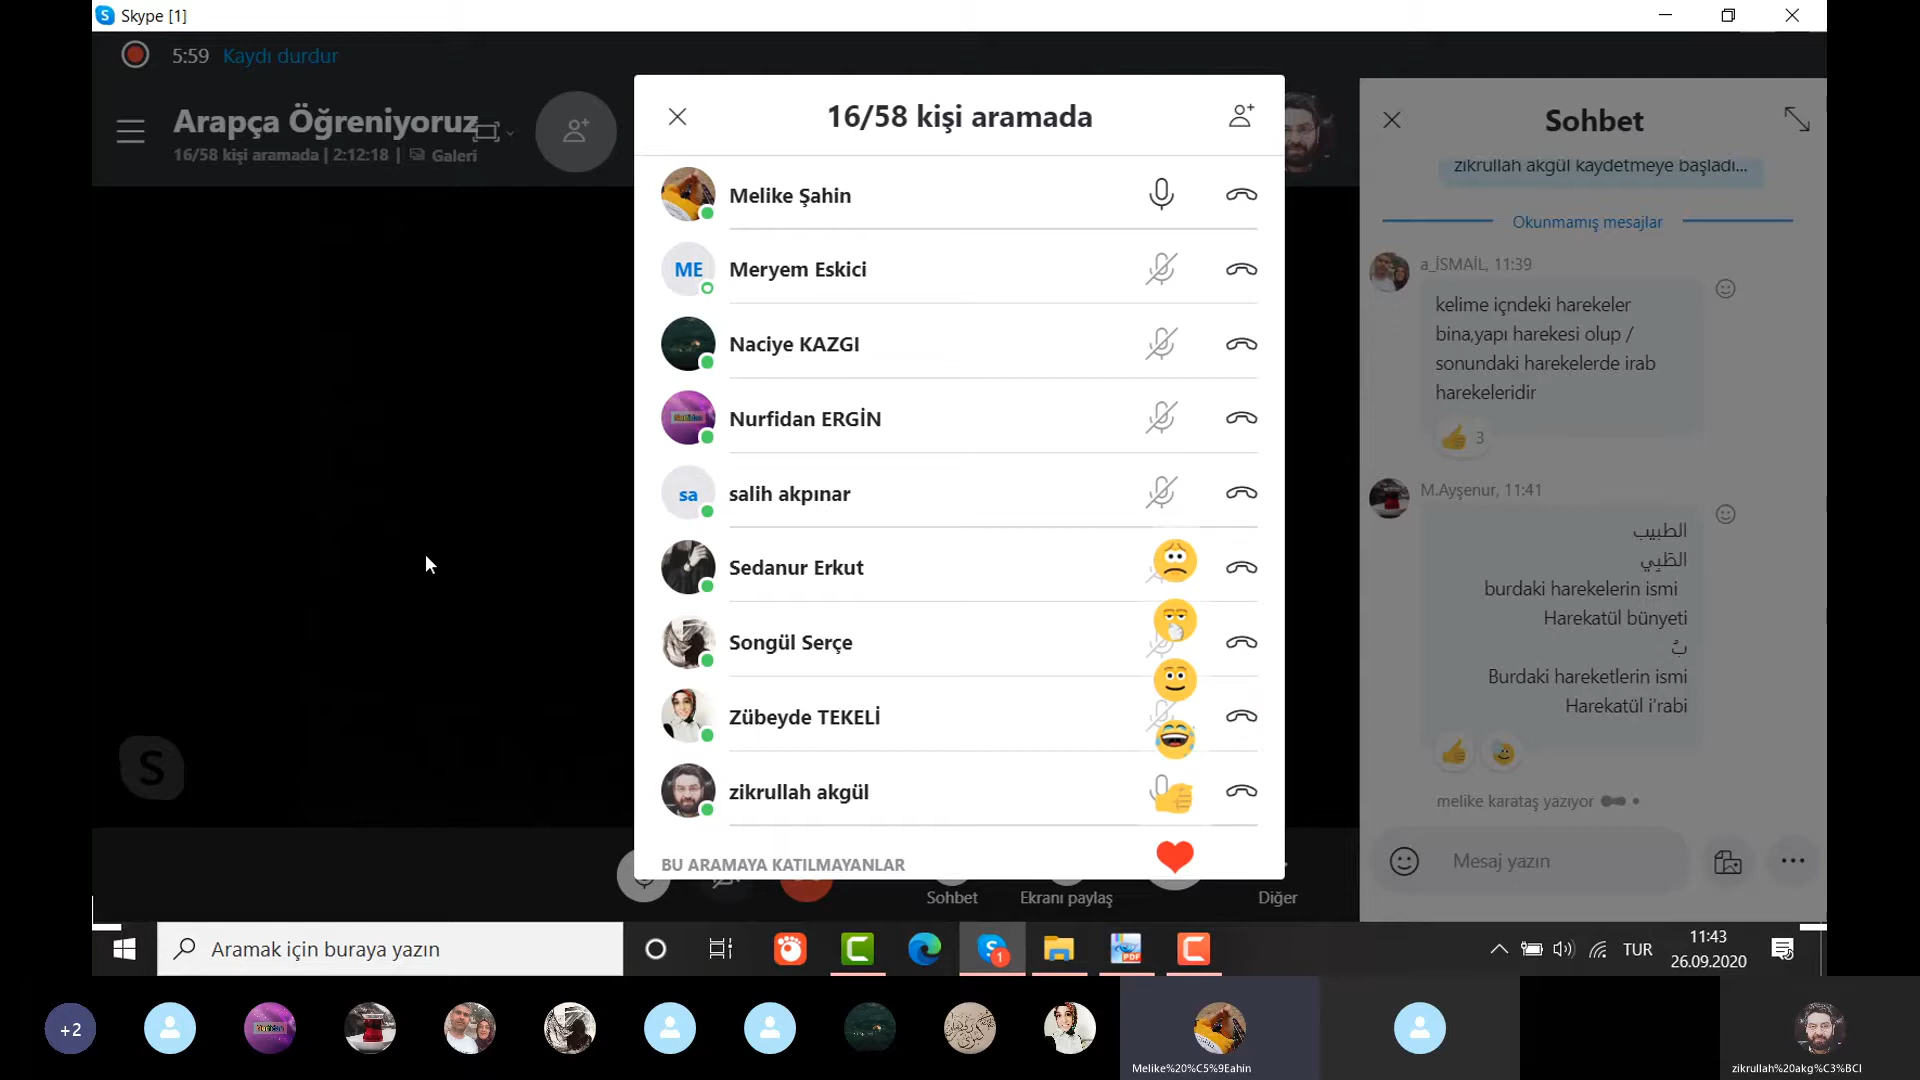 Skype [1]
5:59 Kaydı durdur
Arapça Öğreniyoruz
16/58 kişi aramada | 2:12:18 | Galeri
16/58 kişi aramada
Melike Şahin
ME
Meryem Eskici
Naciye KAZGI
Nurfidan ERGİN
sa
salih akpınar
Sedanur Erkut
Songül Serçe
Zübeyde TEKELİ
zikrullah akgül
BU ARAMAYA KATILMAYANLAR
Sohbet
Ekranı paylaş
Diğer
Sohbet
zikrullah akgül kaydetmeye başladı...
Okunmamış mesajlar
a_İSMAİL, 11:39
kelime içndeki harekeler
bina,yapı harekesi olup /
sonundaki harekelerde irab
harekeleridir
3
M.Ayşenur, 11:41
الطبيب
الطَبِي
burdaki harekelerin ismi
Harekatül bünyeti
بُ
Burdaki hareketlerin ismi
Harekatül i'rabi
melike karataş yazıyor
Mesaj yazın
Aramak için buraya yazın
1
PDF
TUR
11:43
26.09.2020
+2
Melike%20%C5%9Eahin
zikrullah%20akg%C3%BCl